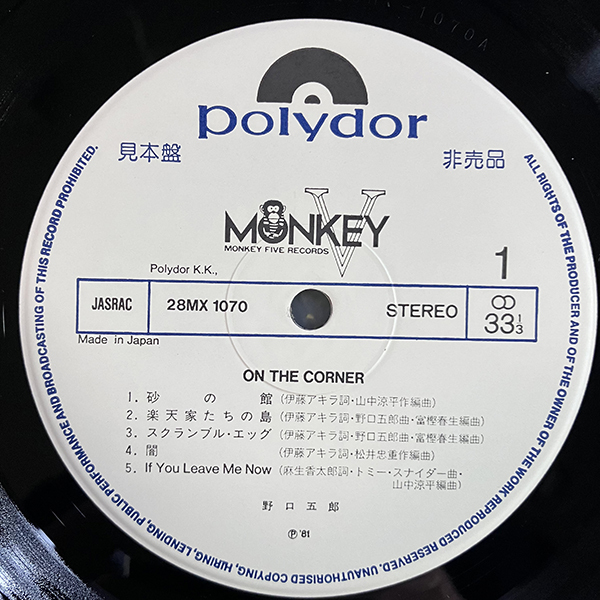 1070A
polydor
見本盤
非売品
MONKEY V
MONKEY FIVE RECORDS
1
Polydor K.K.,
JASRAC
28MX 1070
STEREO
33 1/3
Made in Japan
ON THE CORNER
1. 砂の館 (伊藤アキラ詞・山中涼平作編曲)
2. 楽天家たちの島 (伊藤アキラ詞・野口五郎曲・富樫春生編曲)
3. スクランブル・エッグ (伊藤アキラ詞・野口五郎曲・富樫春生編曲)
4. 闇 (伊藤アキラ詞・松井忠重作編曲)
5. If You Leave Me Now (麻生香太郎詞・トミー・スナイダー曲・
山中涼平編曲)
野口五郎
Ⓟ '81
ALL RIGHTS OF THE PRODUCER AND OF THE OWNER OF THE WORK REPRODUCED RESERVED. UNAUTHORISED COPYING, HIRING, LENDING, PUBLIC PERFORMANCE AND BROADCASTING OF THIS RECORD PROHIBITED.